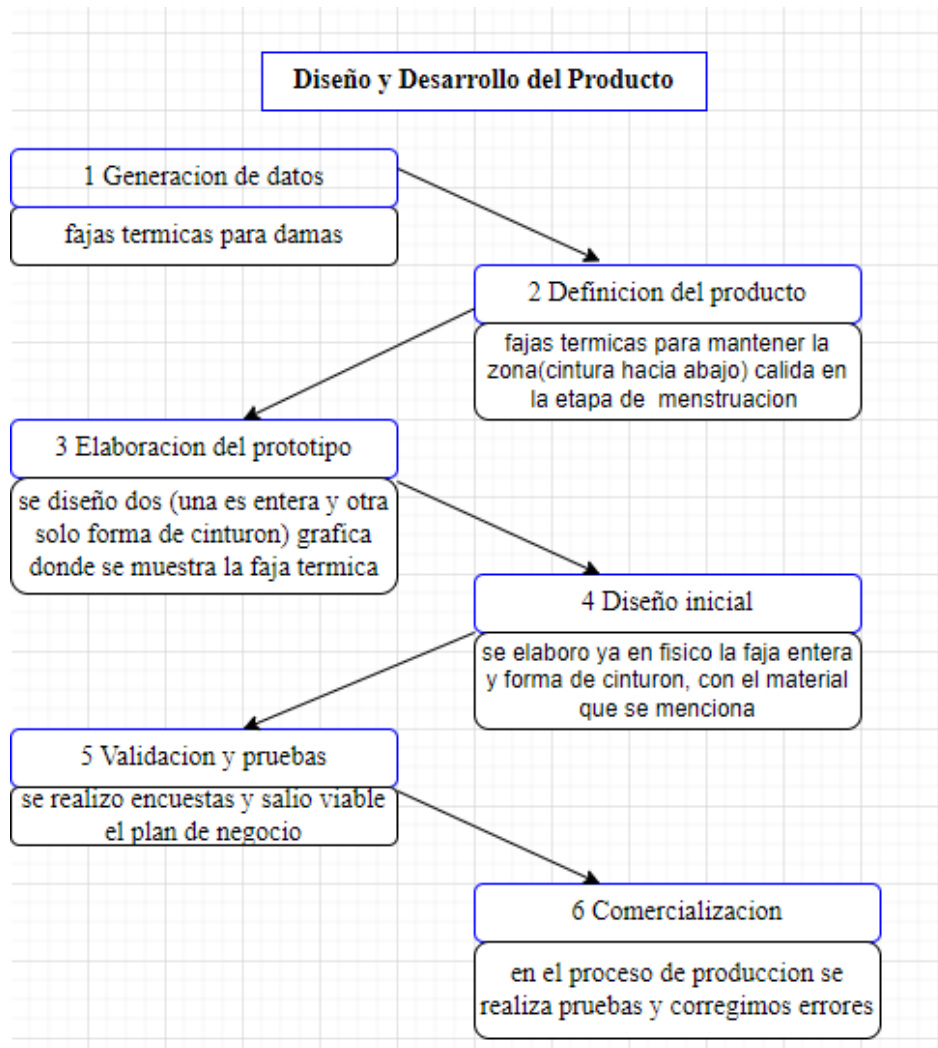 Diseño y Desarrollo del Producto
1 Generacion de datos
fajas termicas para damas
2 Definicion del producto
fajas termicas para mantener la
zona(cintura hacia abajo) calida en
la etapa de menstruacion
3 Elaboracion del prototipo
se diseño dos (una es entera y otra
solo forma de cinturon) grafica
donde se muestra la faja termica
4 Diseño inicial
se elaboro ya en fisico la faja entera
y forma de cinturon, con el material
que se menciona
5 Validacion y pruebas
se realizo encuestas y salio viable
el plan de negocio
6 Comercializacion
en el proceso de produccion se
realiza pruebas y corregimos errores